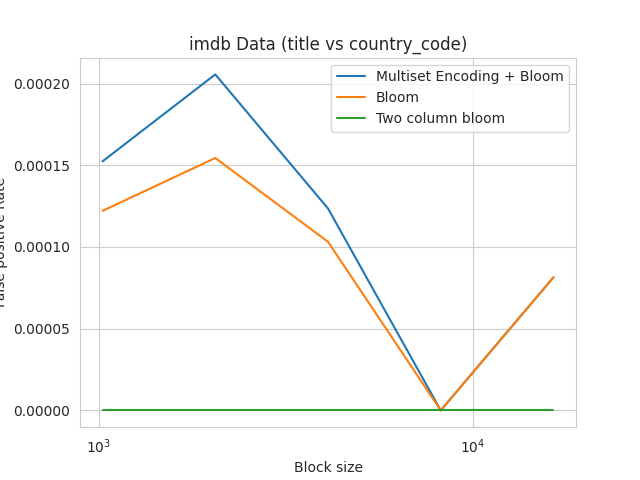 imdb Data (title vs country_code)
Multiset Encoding + Bloom
Bloom
Two column bloom
0.00020
0.00015
0.00010
0.00005
0.00000
positive Rate
10³
10⁴
Block size